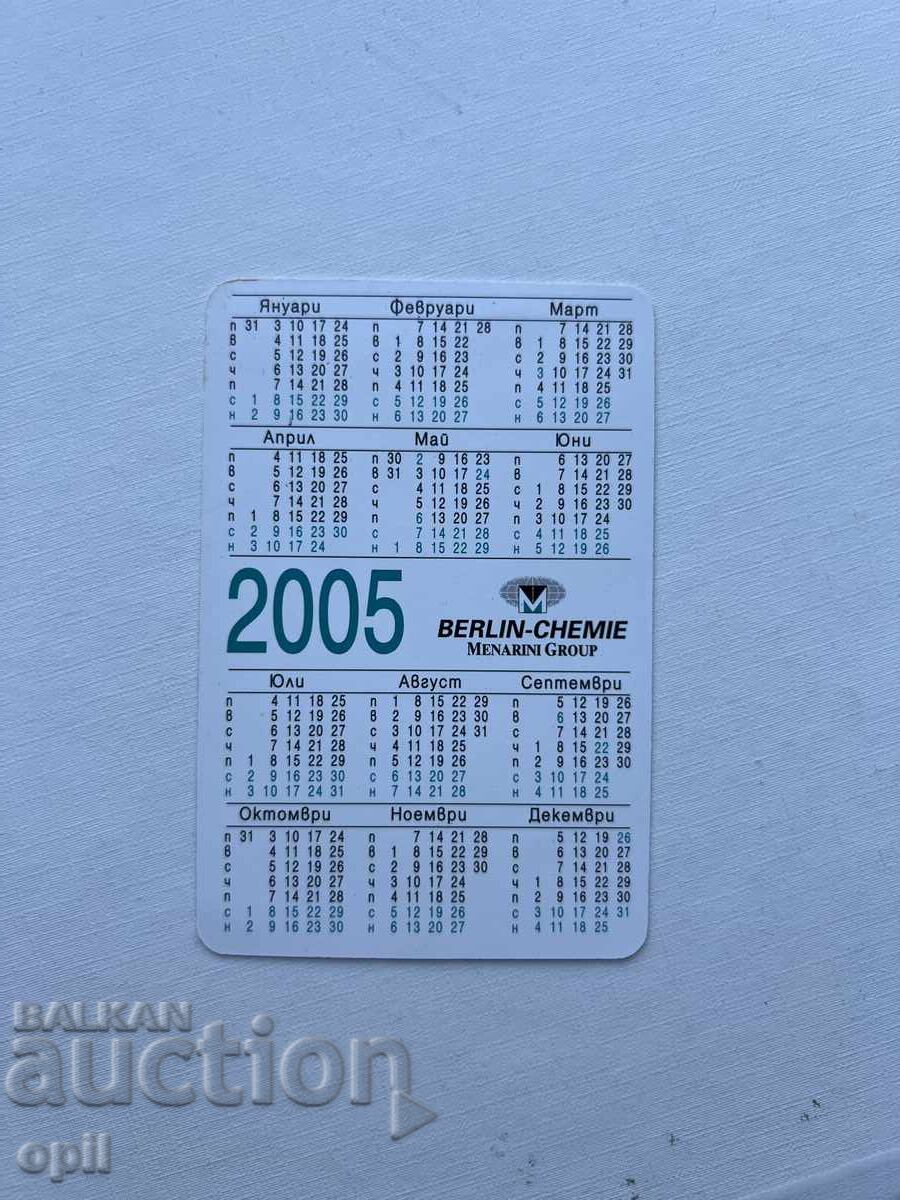 Януари Февруари Март
п 31 3 10 17 24 п 7 14 21 28 п 7 14 21 28
в 4 11 18 25 в 1 8 15 22 в 1 8 15 22 29
с 5 12 19 26 с 2 9 16 23 с 2 9 16 23 30
ч 6 13 20 27 ч 3 10 17 24 ч 3 10 17 24 31
п 7 14 21 28 п 4 11 18 25 п 4 11 18 25
с 1 8 15 22 29 с 5 12 19 26 с 5 12 19 26
н 2 9 16 23 30 н 6 13 20 27 н 6 13 20 27
Април Май Юни
п 4 11 18 25 п 30 2 9 16 23 п 6 13 20 27
в 5 12 19 26 в 31 3 10 17 24 в 7 14 21 28
с 6 13 20 27 с 4 11 18 25 с 1 8 15 22 29
ч 7 14 21 28 ч 5 12 19 26 ч 2 9 16 23 30
п 1 8 15 22 29 п 6 13 20 27 п 3 10 17 24
с 2 9 16 23 30 с 7 14 21 28 с 4 11 18 25
н 3 10 17 24 н 1 8 15 22 29 н 5 12 19 26
2005
M
BERLIN-CHEMIE
MENARINI GROUP
Юли Август Септември
п 4 11 18 25 п 1 8 15 22 29 п 5 12 19 26
в 5 12 19 26 в 2 9 16 23 30 в 6 13 20 27
с 6 13 20 27 с 3 10 17 24 31 с 7 14 21 28
ч 7 14 21 28 ч 4 11 18 25 ч 1 8 15 22 29
п 1 8 15 22 29 п 5 12 19 26 п 2 9 16 23 30
с 2 9 16 23 30 с 6 13 20 27 с 3 10 17 24
н 3 10 17 24 31 н 7 14 21 28 н 4 11 18 25
Октомври Ноември Декември
п 31 3 10 17 24 п 7 14 21 28 п 5 12 19 26
в 4 11 18 25 в 1 8 15 22 29 в 6 13 20 27
с 5 12 19 26 с 2 9 16 23 30 с 7 14 21 28
ч 6 13 20 27 ч 3 10 17 24 ч 1 8 15 22 29
п 7 14 21 28 п 4 11 18 25 п 2 9 16 23 30
с 1 8 15 22 29 с 5 12 19 26 с 3 10 17 24 31
н 2 9 16 23 30 н 6 13 20 27 н 4 11 18 25
BALKAN
auction
opil